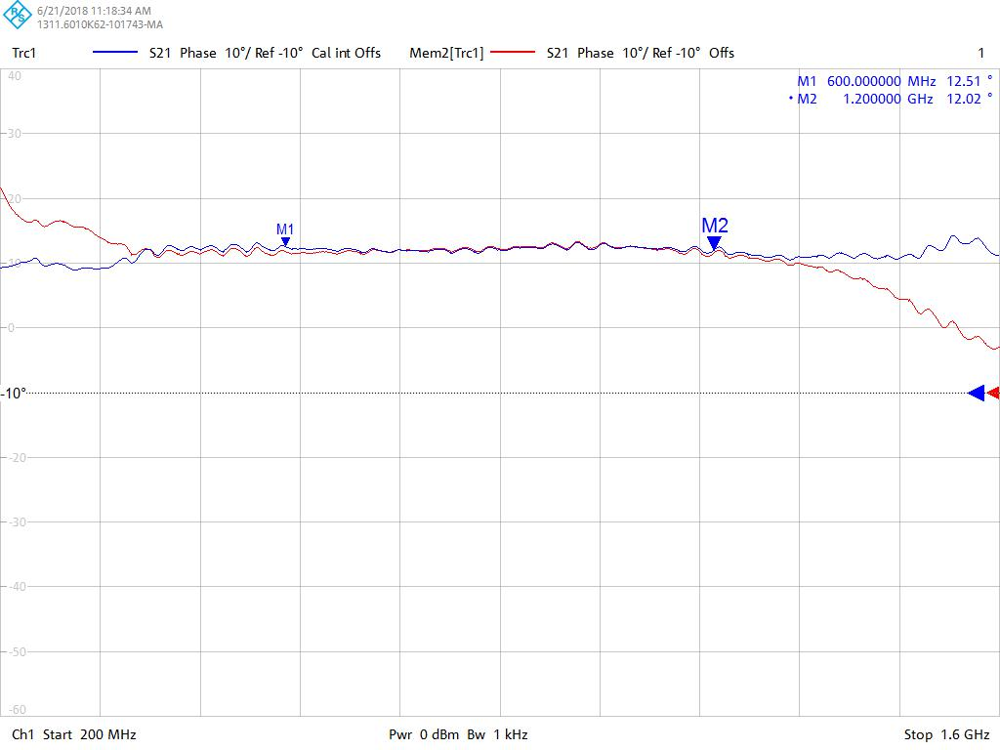 R&S
6/21/2018 11:18:34 AM
1311.6010K62-101743-MA
Trc1 S21 Phase 10°/ Ref -10° Cal int Offs Mem2[Trc1] S21 Phase 10°/ Ref -10° Offs 1
40
M1 600.000000 MHz 12.51 °
• M2 1.200000 GHz 12.02 °
30
20
M1
M2
10
0
-10°
-20
-30
-40
-50
-60
Ch1 Start 200 MHz Pwr 0 dBm Bw 1 kHz Stop 1.6 GHz